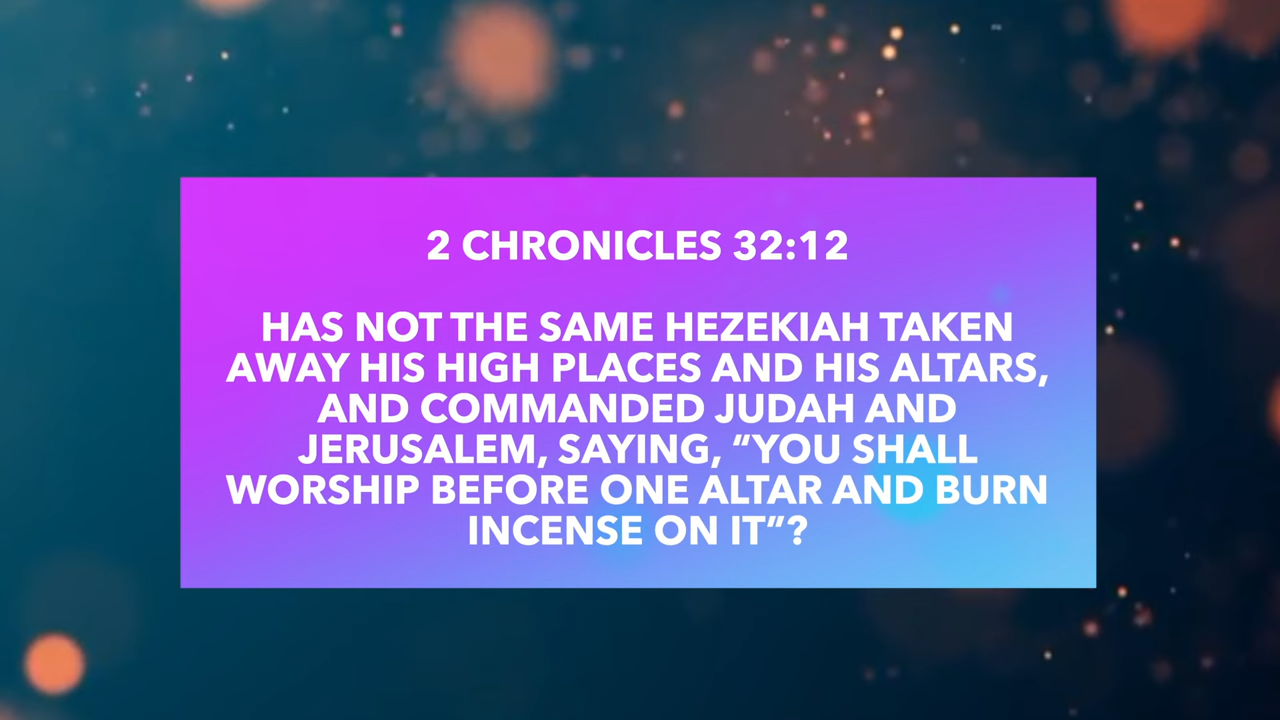 2 CHRONICLES 32:12
HAS NOT THE SAME HEZEKIAH TAKEN
AWAY HIS HIGH PLACES AND HIS ALTARS,
AND COMMANDED JUDAH AND
JERUSALEM, SAYING, “YOU SHALL
WORSHIP BEFORE ONE ALTAR AND BURN
INCENSE ON IT”?